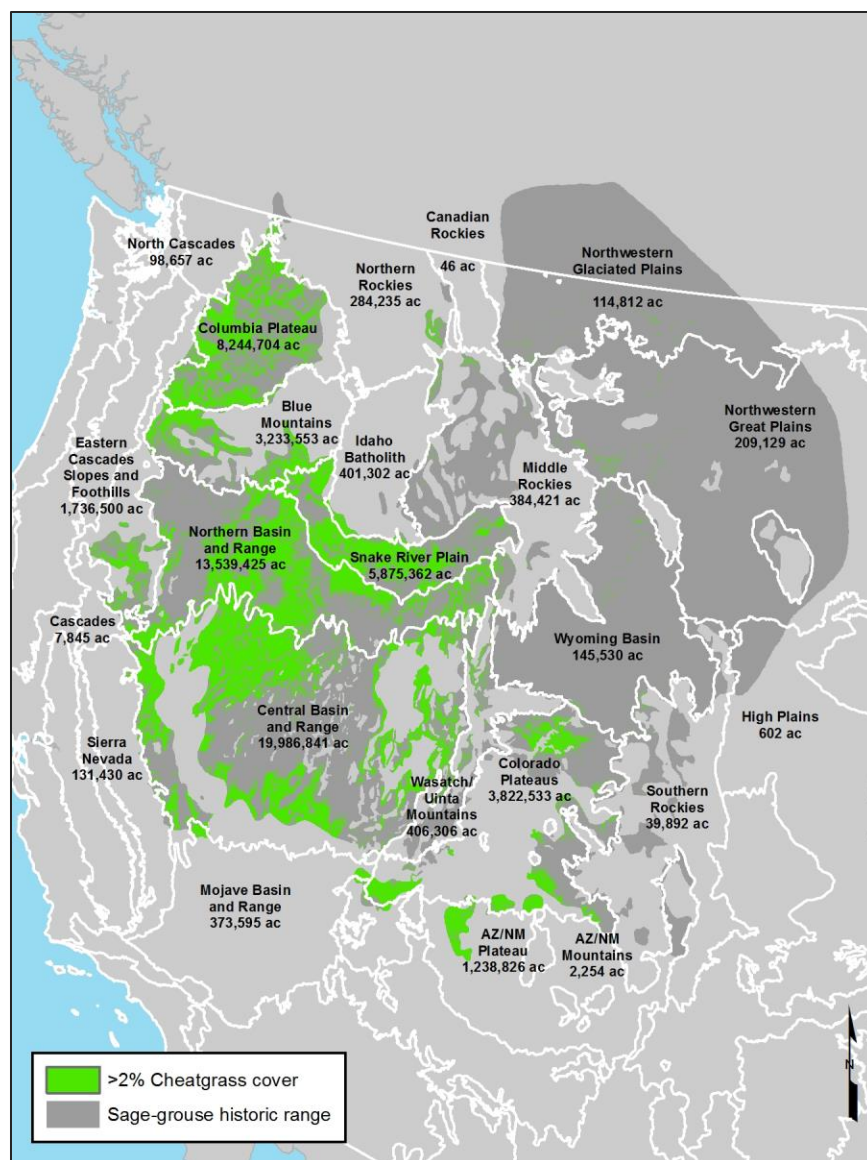 Canadian
Rockies
46 ac
North Cascades
98,657 ac
Northern
Rockies
284,235 ac
Northwestern
Glaciated Plains
114,812 ac
Columbia Plateau
8,244,704 ac
Blue
Mountains
3,233,553 ac
Idaho
Batholith
401,302 ac
Northwestern
Great Plains
209,129 ac
Eastern
Cascades
Slopes and
Foothills
1,736,500 ac
Middle
Rockies
384,421 ac
Northern Basin
and Range
13,539,425 ac
Snake River Plain
5,875,362 ac
Cascades
7,845 ac
Wyoming Basin
145,530 ac
Central Basin
and Range
19,986,841 ac
High Plains
602 ac
Sierra
Nevada
131,430 ac
Wasatch/
Uinta
Mountains
406,306 ac
Colorado
Plateaus
3,822,533 ac
Southern
Rockies
39,892 ac
Mojave Basin
and Range
373,595 ac
AZ/NM
Plateau
1,238,826 ac
AZ/NM
Mountains
2,254 ac
N
>2% Cheatgrass cover
Sage-grouse historic range